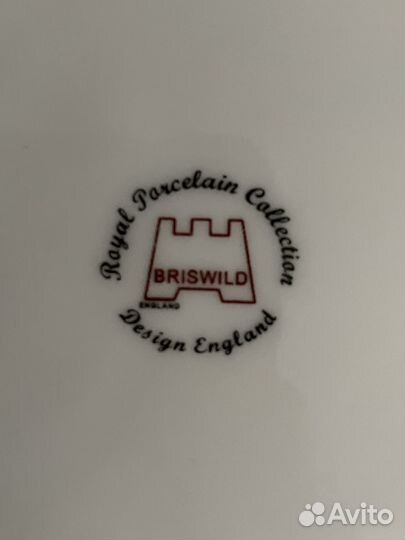 Royal Porcelain Collection
BRISWILD
ENGLAND
Design England
Avito